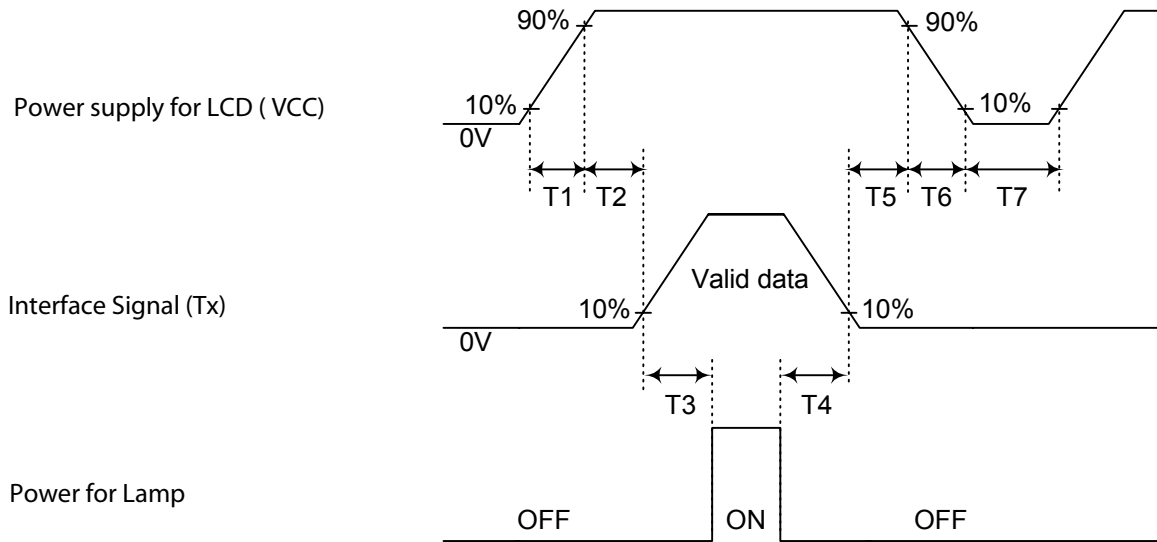 90%
90%
Power supply for LCD ( VCC)
10%
10%
0V
T1
T2
T5
T6
T7
Valid data
Interface Signal (Tx)
10%
10%
0V
T3
T4
Power for Lamp
OFF
ON
OFF